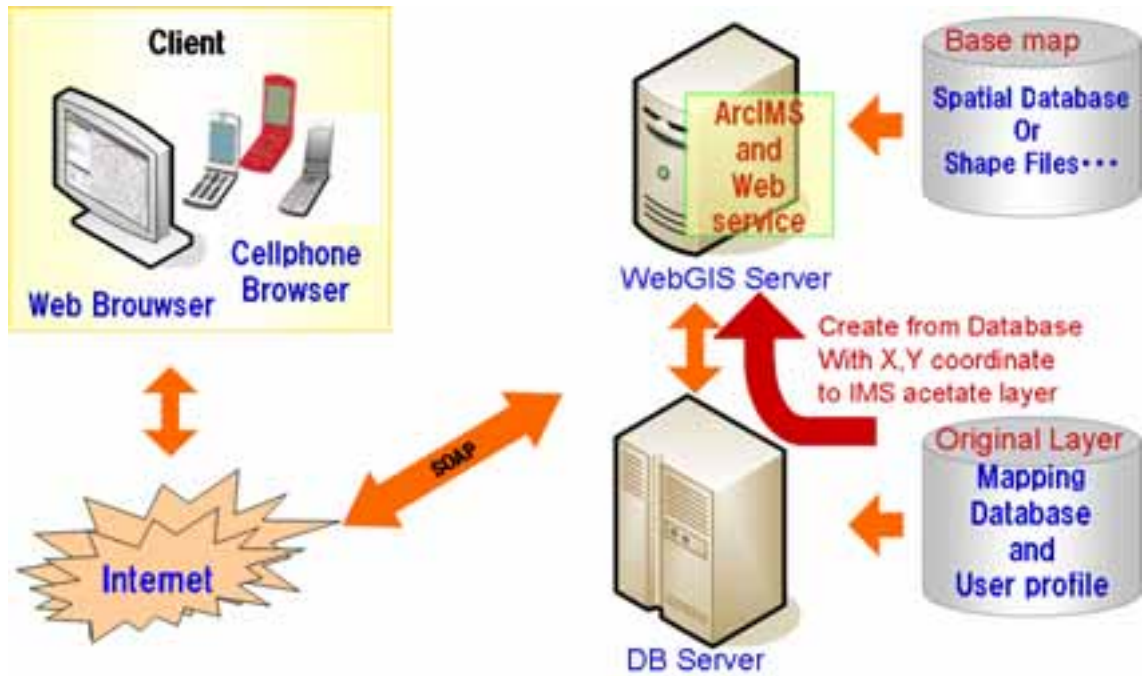 Client
Web Brouwser
Cellphone
Browser
Internet
SOAP
ArcIMS
and
Web
service
WebGIS Server
Base map
Spatial Database
Or
Shape Files・・・
Create from Database
With X,Y coordinate
to IMS acetate layer
Original Layer
Mapping
Database
and
User profile
DB Server